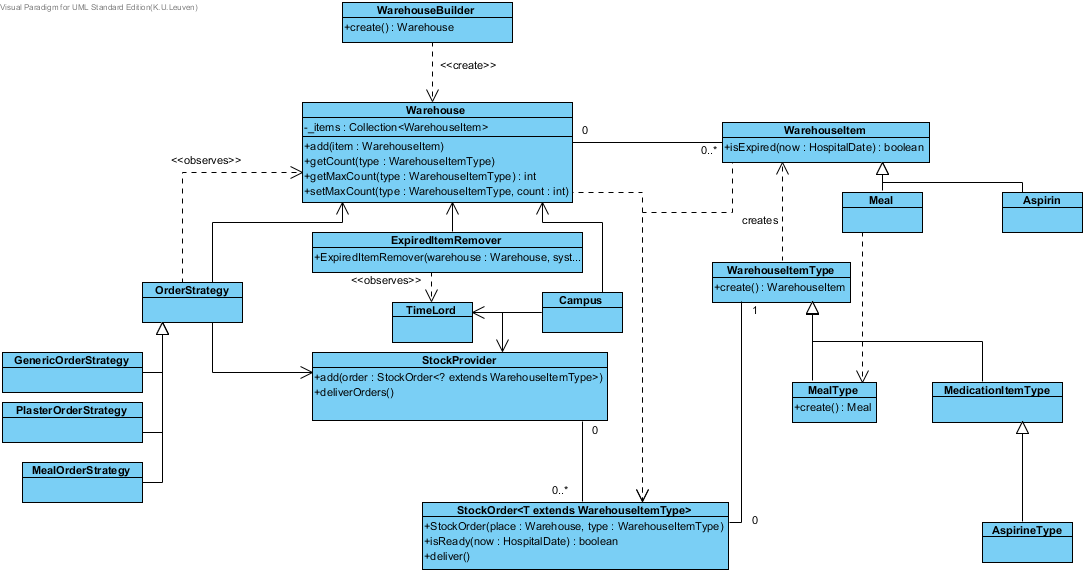 Visual Paradigm for UML Standard Edition(K.U.Leuven)
WarehouseBuilder
+create() : Warehouse
<<create>>
Warehouse
-_items : Collection<WarehouseItem>
+add(item : WarehouseItem)
+getCount(type : WarehouseItemType)
+getMaxCount(type : WarehouseItemType) : int
+setMaxCount(type : WarehouseItemType, count : int)
0
0..*
WarehouseItem
+isExpired(now : HospitalDate) : boolean
<<observes>>
Meal
Aspirin
creates
ExpiredItemRemover
+ExpiredItemRemover(warehouse : Warehouse, syst...
<<observes>>
WarehouseItemType
+create() : WarehouseItem
1
OrderStrategy
TimeLord
Campus
GenericOrderStrategy
PlasterOrderStrategy
MealOrderStrategy
StockProvider
+add(order : StockOrder<? extends WarehouseItemType>)
+deliverOrders()
0
0..*
MealType
+create() : Meal
MedicationItemType
StockOrder<T extends WarehouseItemType>
+StockOrder(place : Warehouse, type : WarehouseItemType)
+isReady(now : HospitalDate) : boolean
+deliver()
0
AspirineType